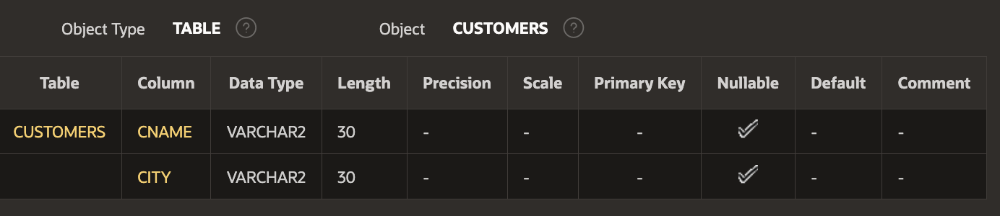 Object Type TABLE ? Object CUSTOMERS ?
Table Column Data Type Length Precision Scale Primary Key Nullable Default Comment
CUSTOMERS CNAME VARCHAR2 30 - - - ✓ - -
CITY VARCHAR2 30 - - - ✓ - -